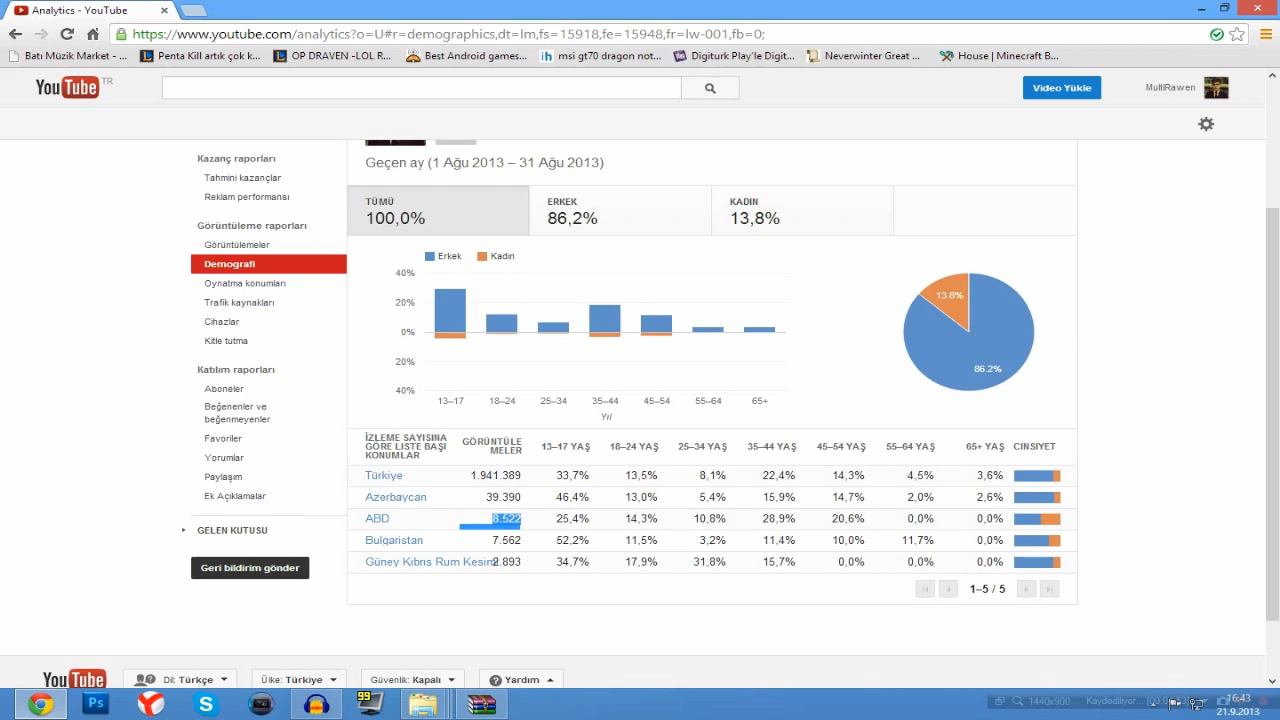 Analytics - YouTube
https://www.youtube.com/analytics?o=U#r=demographics,dt=lm,fs=15918,fe=15948,fr=lw-001,fb=0;
Batı Müzik Market - ...
Penta Kill artık çok k...
OP DRAVEN -LOL R...
Best Android games...
msi gt70 dragon not...
Digiturk Play'le Digit...
Neverwinter Great ...
House | Minecraft B...
YouTube TR
Video Yükle
MultiRawen
Geçen ay (1 Ağu 2013 – 31 Ağu 2013)
Kazanç raporları
Tahmini kazançlar
Reklam performansı
Görüntüleme raporları
Görüntülemeler
Demografi
Oynatma konumları
Trafik kaynakları
Cihazlar
Kitle tutma
Katılım raporları
Aboneler
Beğenenler ve
beğenmeyenler
Favoriler
Yorumlar
Paylaşım
Ek Açıklamalar
GELEN KUTUSU
Geri bildirim gönder
TÜMÜ
100,0%
ERKEK
86,2%
KADIN
13,8%
Erkek
Kadın
40%
20%
0%
20%
40%
13–17 18–24 25–34 35–44 45–54 55–64 65+
Yıl
13.8%
86.2%
İZLEME SAYISINA
GÖRE LİSTE BAŞI
KONUMLAR
GÖRÜNTÜLE
MELER
13–17 YAŞ 18–24 YAŞ 25–34 YAŞ 35–44 YAŞ 45–54 YAŞ 55–64 YAŞ 65+ YAŞ CINSIYET
Türkiye 1.941.389 33,7% 13,5% 8,1% 22,4% 14,3% 4,5% 3,6%
Azerbaycan 39.390 46,4% 13,0% 5,4% 15,9% 14,7% 2,0% 2,6%
ABD 8.522 25,4% 14,3% 10,8% 28,9% 20,6% 0,0% 0,0%
Bulgaristan 7.562 52,2% 11,5% 3,2% 11,4% 10,0% 11,7% 0,0%
Güney Kıbrıs Rum Kesimi 2.893 34,7% 17,9% 31,8% 15,7% 0,0% 0,0% 0,0%
1–5 / 5
YouTube
Dil: Türkçe
Ülke: Türkiye
Güvenlik: Kapalı
Yardım
Ps
99
1440x500
Kaydediliyor...
16:43
21.9.2013